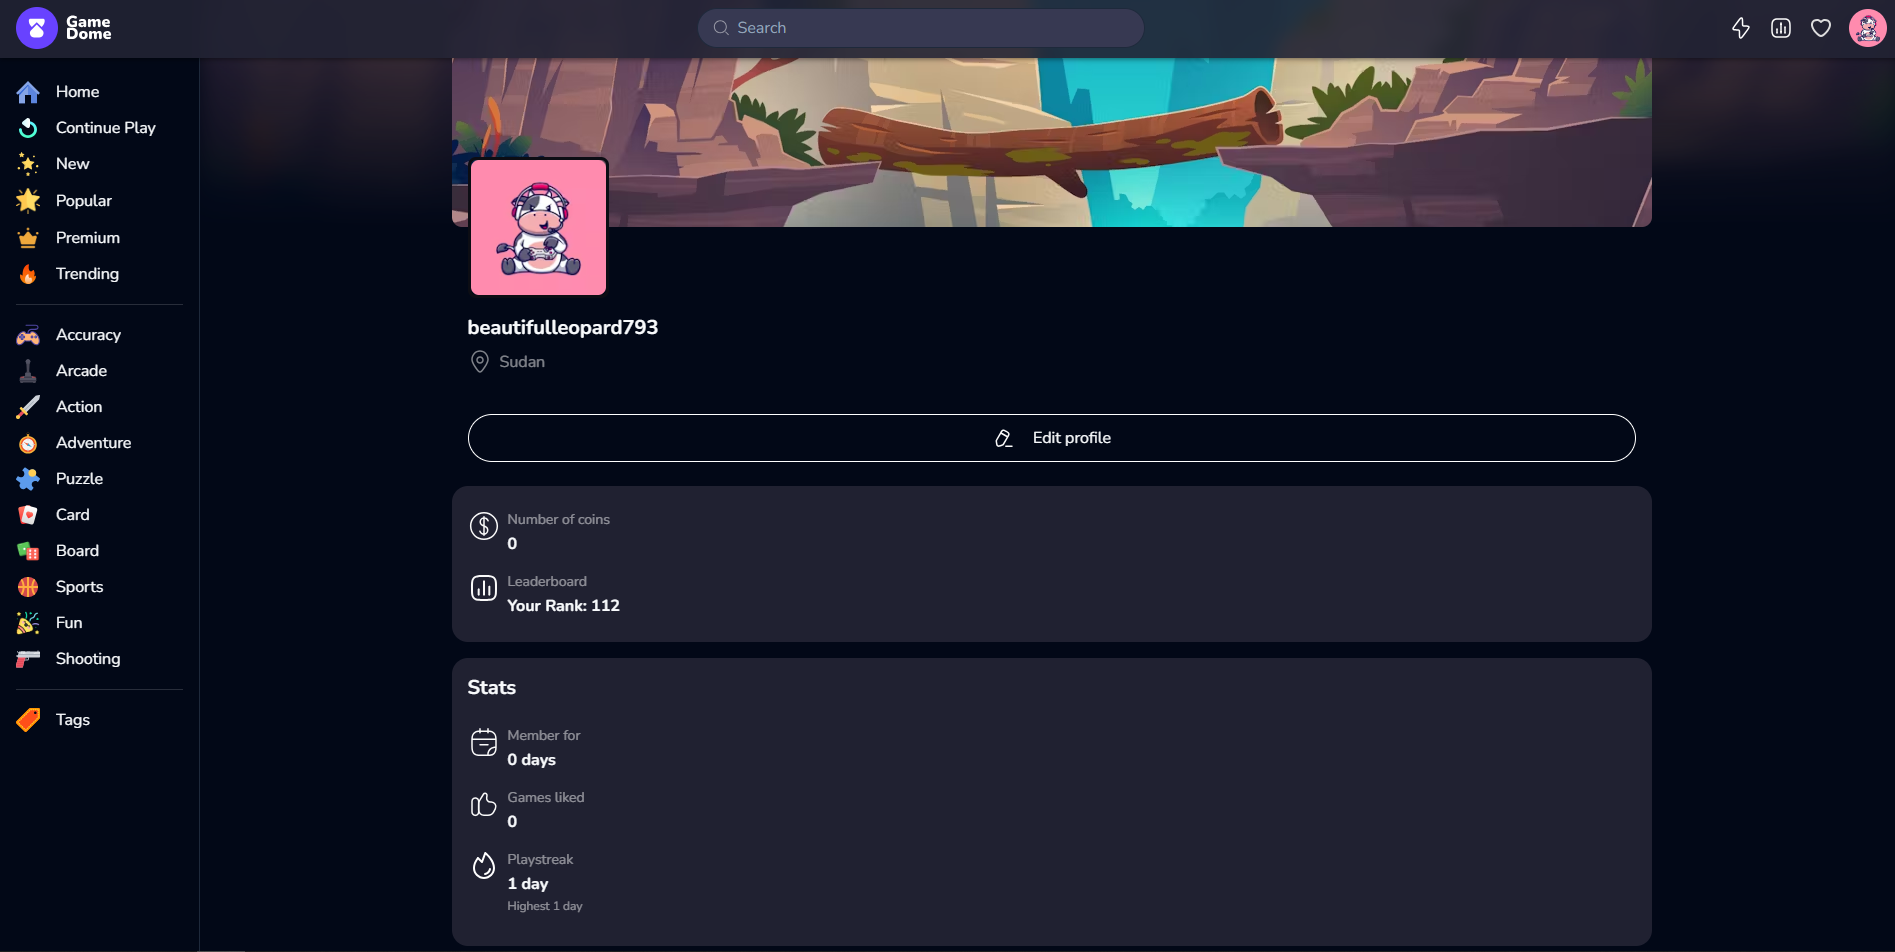 Game
Dome
Search
Home
Continue Play
New
Popular
Premium
Trending
Accuracy
Arcade
Action
Adventure
Puzzle
Card
Board
Sports
Fun
Shooting
Tags
beautifulleopard793
Sudan
Edit profile
Number of coins
0
Leaderboard
Your Rank: 112
Stats
Member for
0 days
Games liked
0
Playstreak
1 day
Highest 1 day